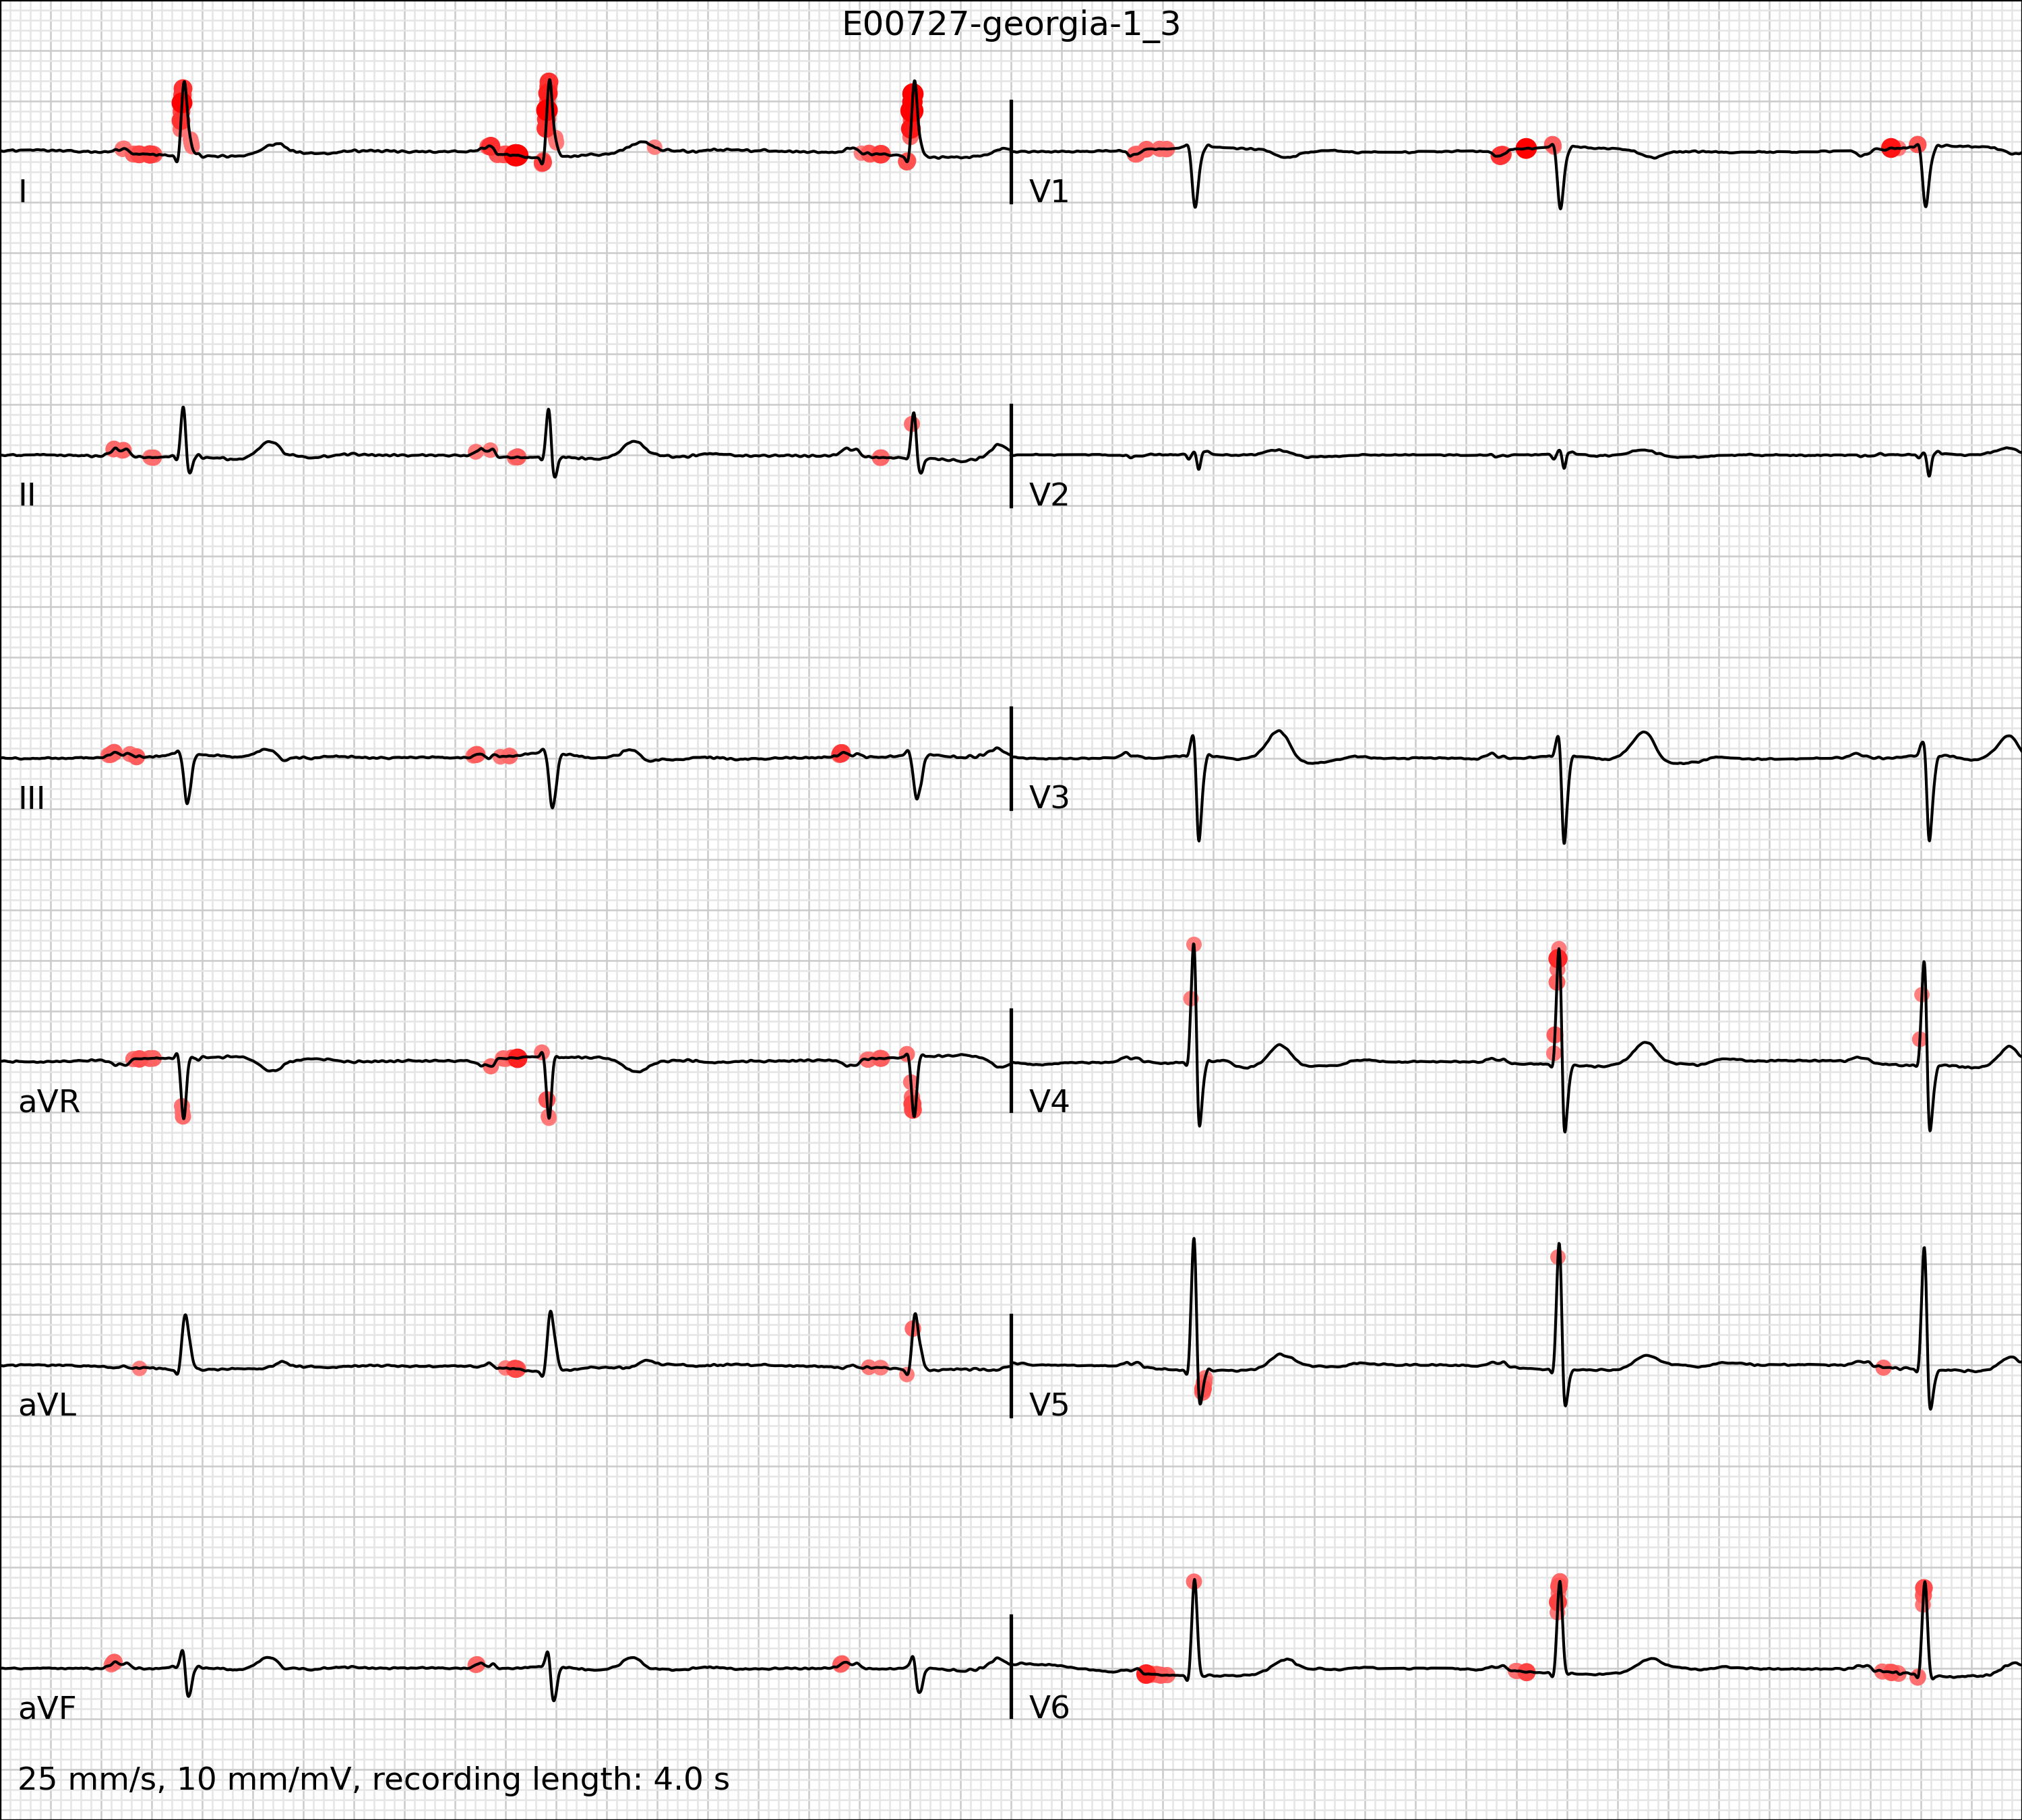 E00727-georgia-1_3
I
V1
II
V2
III
V3
aVR
V4
aVL
V5
aVF
V6
25 mm/s, 10 mm/mV, recording length: 4.0 s